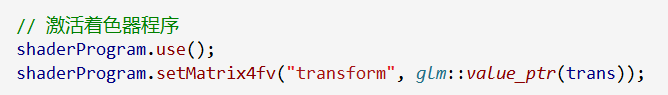 // 激活着色器程序
shaderProgram.use();
shaderProgram.setMatrix4fv("transform", glm::value_ptr(trans));